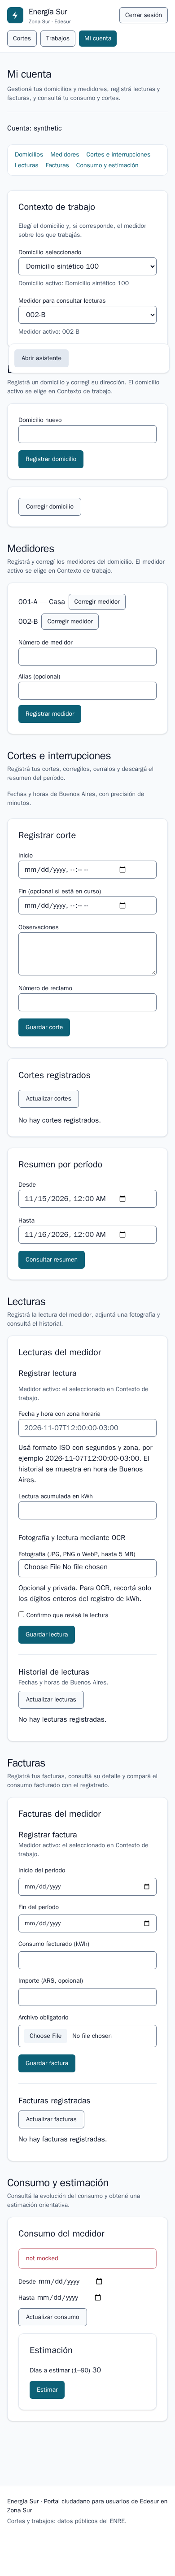 Energía Sur
Zona Sur · Edesur
Cerrar sesión
Cortes
Trabajos
Mi cuenta
Mi cuenta
Gestioná tus domicilios y medidores, registrá lecturas y
facturas, y consultá tu consumo y cortes.
Cuenta: synthetic
Domicilios
Medidores
Cortes e interrupciones
Lecturas
Facturas
Consumo y estimación
Contexto de trabajo
Elegí el domicilio y, si corresponde, el medidor
sobre los que trabajás.
Domicilio seleccionado
Domicilio sintético 100
Domicilio activo: Domicilio sintético 100
Medidor para consultar lecturas
002-B
Medidor activo: 002-B
Abrir asistente
Registrá un domicilio y corregí su dirección. El domicilio
activo se elige en Contexto de trabajo.
Domicilio nuevo
Registrar domicilio
Corregir domicilio
Medidores
Registrá y corregí los medidores del domicilio. El medidor
activo se elige en Contexto de trabajo.
001-A — Casa
Corregir medidor
002-B
Corregir medidor
Número de medidor
Alias (opcional)
Registrar medidor
Cortes e interrupciones
Registrá tus cortes, corregilos, cerralos y descargá el
resumen del período.
Fechas y horas de Buenos Aires, con precisión de
minutos.
Registrar corte
Inicio
mm/dd/yyyy, --:-- --
Fin (opcional si está en curso)
mm/dd/yyyy, --:-- --
Observaciones
Número de reclamo
Guardar corte
Cortes registrados
Actualizar cortes
No hay cortes registrados.
Resumen por período
Desde
11/15/2026, 12:00 AM
Hasta
11/16/2026, 12:00 AM
Consultar resumen
Lecturas
Registrá la lectura del medidor, adjuntá una fotografía y
consultá el historial.
Lecturas del medidor
Registrar lectura
Medidor activo: el seleccionado en Contexto de
trabajo.
Fecha y hora con zona horaria
2026-11-07T12:00:00-03:00
Usá formato ISO con segundos y zona, por
ejemplo 2026-11-07T12:00:00-03:00. El
historial se muestra en hora de Buenos
Aires.
Lectura acumulada en kWh
Fotografía y lectura mediante OCR
Fotografía (JPG, PNG o WebP, hasta 5 MB)
Choose File No file chosen
Opcional y privada. Para OCR, recortá solo
los dígitos enteros del registro de kWh.
Confirmo que revisé la lectura
Guardar lectura
Historial de lecturas
Fechas y horas de Buenos Aires.
Actualizar lecturas
No hay lecturas registradas.
Facturas
Registrá tus facturas, consultá su detalle y compará el
consumo facturado con el registrado.
Facturas del medidor
Registrar factura
Medidor activo: el seleccionado en Contexto de
trabajo.
Inicio del período
mm/dd/yyyy
Fin del período
mm/dd/yyyy
Consumo facturado (kWh)
Importe (ARS, opcional)
Archivo obligatorio
Choose File No file chosen
Guardar factura
Facturas registradas
Actualizar facturas
No hay facturas registradas.
Consumo y estimación
Consultá la evolución del consumo y obtené una
estimación orientativa.
Consumo del medidor
not mocked
Desde mm/dd/yyyy
Hasta mm/dd/yyyy
Actualizar consumo
Estimación
Días a estimar (1–90) 30
Estimar
Energía Sur · Portal ciudadano para usuarios de Edesur en
Zona Sur
Cortes y trabajos: datos públicos del ENRE.